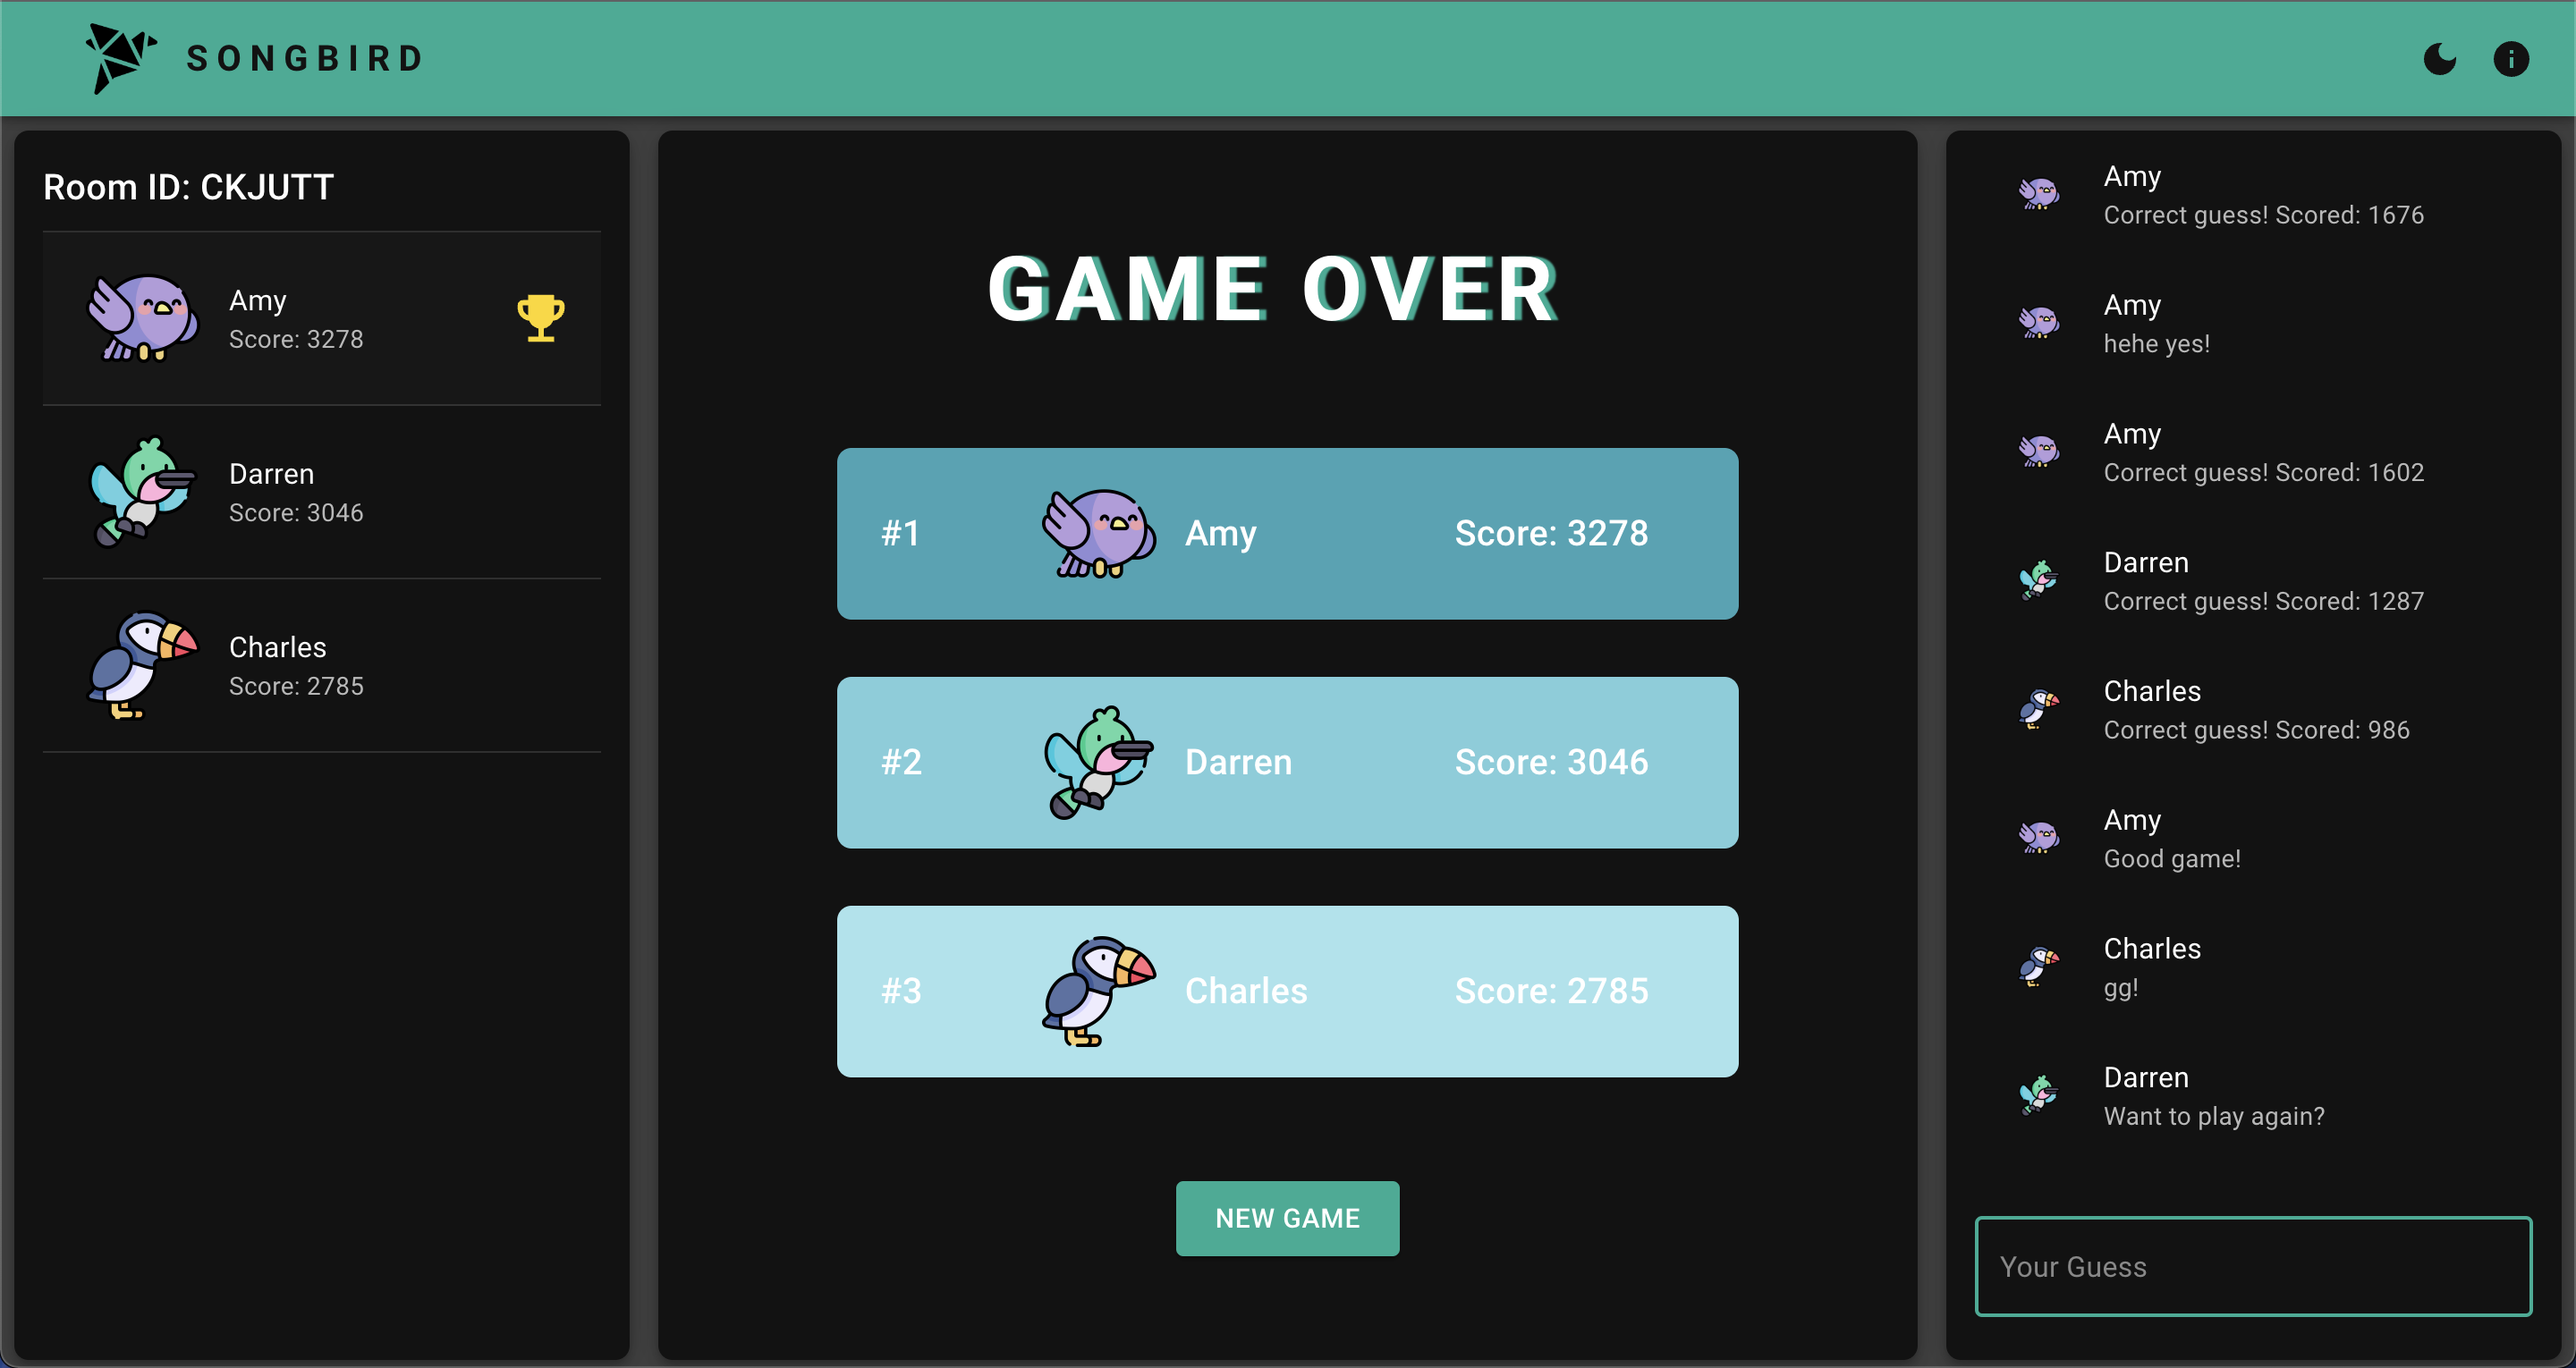 SONGBIRD
Room ID: CKJUTT
Amy
Score: 3278
Darren
Score: 3046
Charles
Score: 2785
GAME OVER
#1 Amy Score: 3278
#2 Darren Score: 3046
#3 Charles Score: 2785
NEW GAME
Amy
Correct guess! Scored: 1676
Amy
hehe yes!
Amy
Correct guess! Scored: 1602
Darren
Correct guess! Scored: 1287
Charles
Correct guess! Scored: 986
Amy
Good game!
Charles
gg!
Darren
Want to play again?
Your Guess